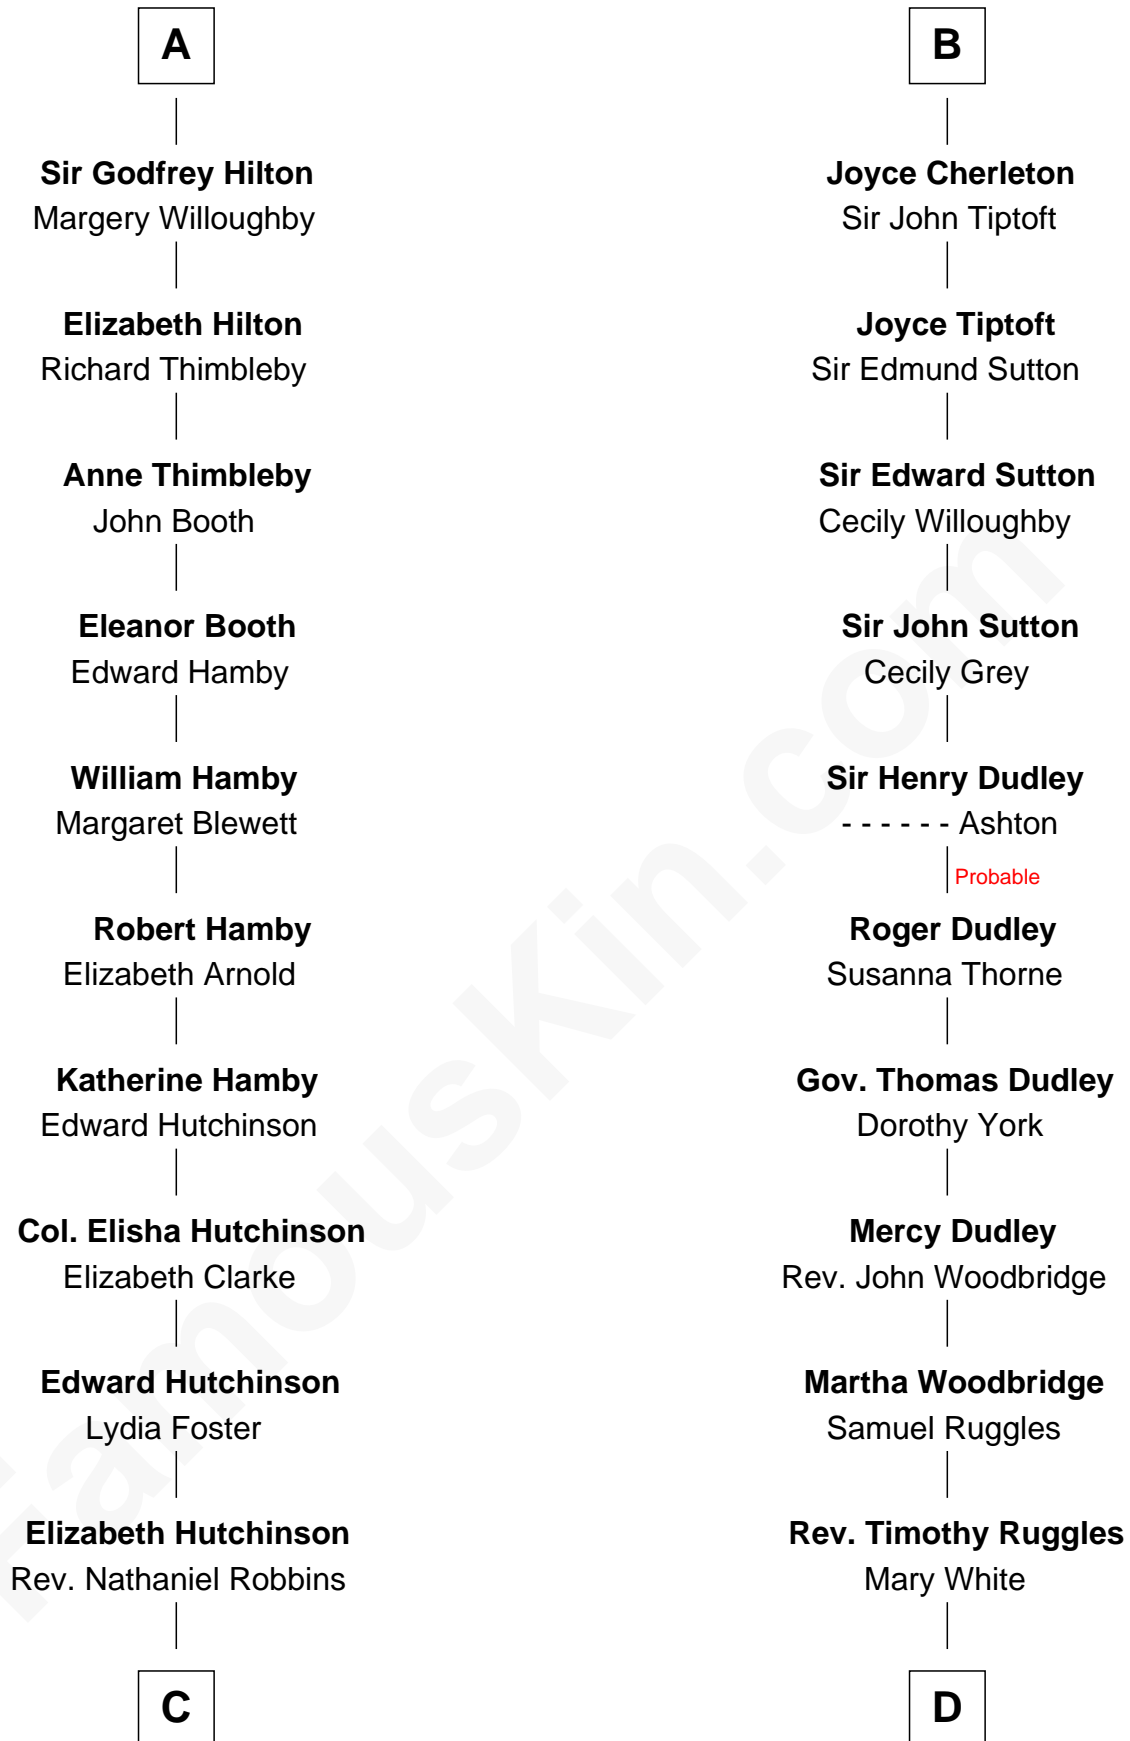 A
Sir Godfrey Hilton
Margery Willoughby
Elizabeth Hilton
Richard Thimbleby
Anne Thimbleby
John Booth
Eleanor Booth
Edward Hamby
William Hamby
Margaret Blewett
Robert Hamby
Elizabeth Arnold
Katherine Hamby
Edward Hutchinson
Col. Elisha Hutchinson
Elizabeth Clarke
Edward Hutchinson
Lydia Foster
Elizabeth Hutchinson
Rev. Nathaniel Robbins
C
B
Joyce Cherleton
Sir John Tiptoft
Joyce Tiptoft
Sir Edmund Sutton
Sir Edward Sutton
Cecily Willoughby
Sir John Sutton
Cecily Grey
Sir Henry Dudley
- - - - - - Ashton
Probable
Roger Dudley
Susanna Thorne
Gov. Thomas Dudley
Dorothy York
Mercy Dudley
Rev. John Woodbridge
Martha Woodbridge
Samuel Ruggles
Rev. Timothy Ruggles
Mary White
D
FamousKin.com